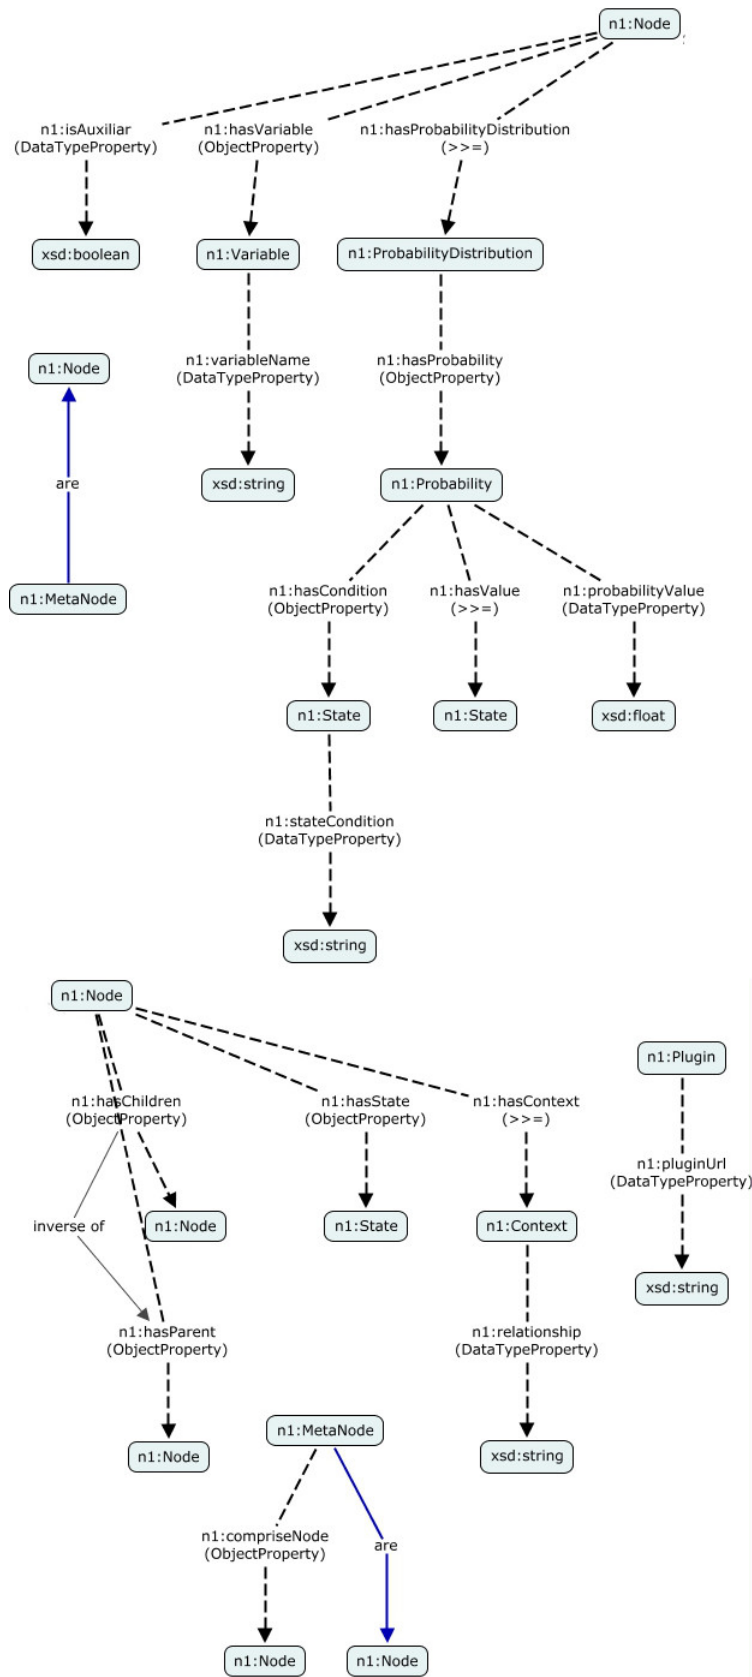 n1:Node
n1:isAuxiliar
(DataTypeProperty)
n1:hasVariable
(ObjectProperty)
n1:hasProbabilityDistribution
(>>=)
xsd:boolean
n1:Variable
n1:ProbabilityDistribution
n1:Node
n1:variableName
(DataTypeProperty)
n1:hasProbability
(ObjectProperty)
are
xsd:string
n1:Probability
n1:MetaNode
n1:hasCondition
(ObjectProperty)
n1:hasValue
(>>=)
n1:probabilityValue
(DataTypeProperty)
n1:State
n1:State
xsd:float
n1:stateCondition
(DataTypeProperty)
xsd:string
n1:Node
n1:Plugin
n1:hasChildren
(ObjectProperty)
n1:hasState
(ObjectProperty)
n1:hasContext
(>>=)
n1:pluginUrl
(DataTypeProperty)
inverse of
n1:Node
n1:State
n1:Context
xsd:string
n1:hasParent
(ObjectProperty)
n1:relationship
(DataTypeProperty)
n1:MetaNode
n1:Node
xsd:string
n1:compriseNode
(ObjectProperty)
are
n1:Node
n1:Node